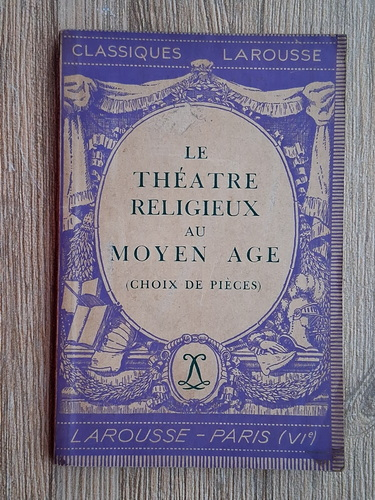 CLASSIQUES LAROUSSE
LE
THÉATRE
RELIGIEUX
AU
MOYEN AGE
(CHOIX DE PIÈCES)
LAROUSSE - PARIS (VIe)